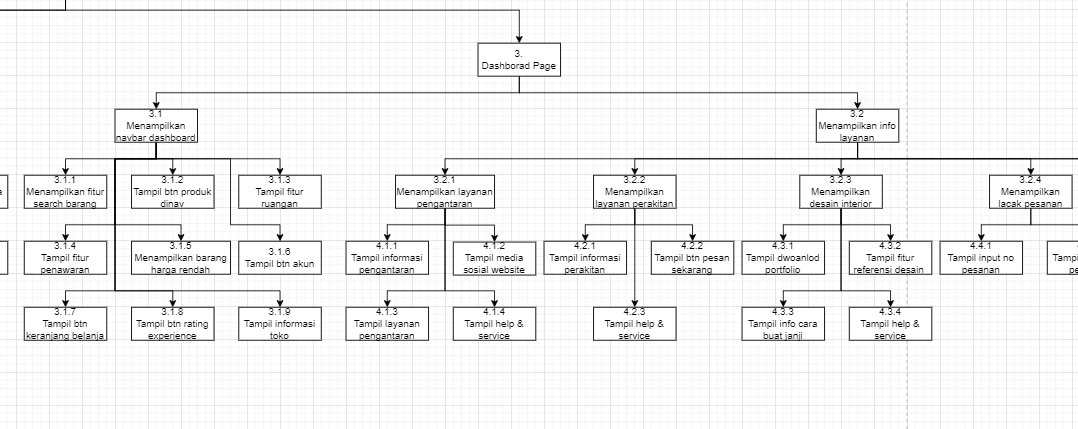 3.
Dashborad Page
3.1
Menampilkan
navbar dashboard
3.2
Menampilkan info
layanan
3.1.1
Menampilkan fitur
search barang
3.1.2
Tampil btn produk
dinav
3.1.3
Tampil fitur
ruangan
3.2.1
Menampilkan layanan
pengantaran
3.2.2
Menampilkan
layanan perakitan
3.2.3
Menampilkan
desain interior
3.2.4
Menampilkan
lacak pesanan
3.1.4
Tampil fitur
penawaran
3.1.5
Menampilkan barang
harga rendah
3.1.6
Tampil btn akun
4.1.1
Tampil informasi
pengantaran
4.1.2
Tampil media
sosial website
4.2.1
Tampil informasi
perakitan
4.2.2
Tampil btn pesan
sekarang
4.3.1
Tampil dwoanlod
portfolio
4.3.2
Tampil fitur
referensi desain
4.4.1
Tampil input no
pesanan
3.1.7
Tampil btn
keranjang belanja
3.1.8
Tampil btn rating
experience
3.1.9
Tampil informasi
toko
4.1.3
Tampil layanan
pengantaran
4.1.4
Tampil help &
service
4.2.3
Tampil help &
service
4.3.3
Tampil info cara
buat janji
4.3.4
Tampil help &
service